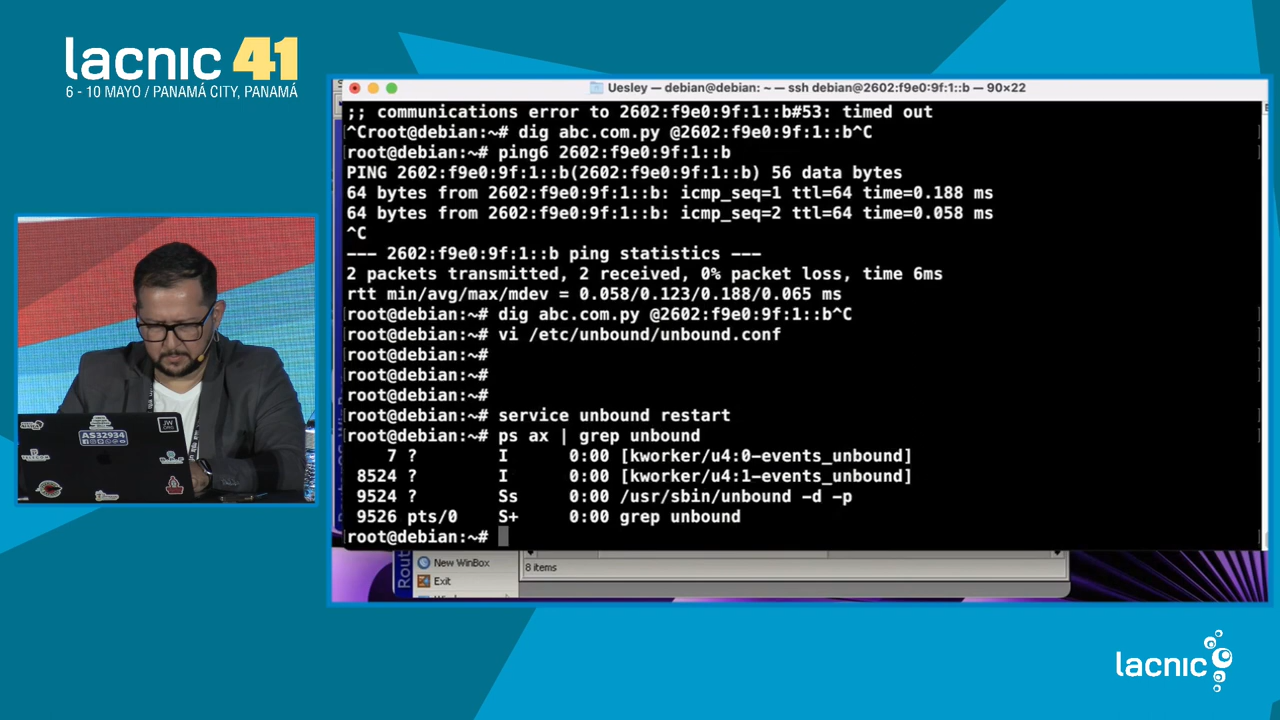 lacnic 41
6 - 10 MAYO / PANAMÁ CITY, PANAMÁ
Uesley — debian@debian: ~ — ssh debian@2602:f9e0:9f:1::b — 90×22
;; communications error to 2602:f9e0:9f:1::b#53: timed out
^Croot@debian:~# dig abc.com.py @2602:f9e0:9f:1::b^C
root@debian:~# ping6 2602:f9e0:9f:1::b
PING 2602:f9e0:9f:1::b(2602:f9e0:9f:1::b) 56 data bytes
64 bytes from 2602:f9e0:9f:1::b: icmp_seq=1 ttl=64 time=0.188 ms
64 bytes from 2602:f9e0:9f:1::b: icmp_seq=2 ttl=64 time=0.058 ms
^C
--- 2602:f9e0:9f:1::b ping statistics ---
2 packets transmitted, 2 received, 0% packet loss, time 6ms
rtt min/avg/max/mdev = 0.058/0.123/0.188/0.065 ms
root@debian:~# dig abc.com.py @2602:f9e0:9f:1::b^C
root@debian:~# vi /etc/unbound/unbound.conf
root@debian:~#
root@debian:~#
root@debian:~#
root@debian:~# service unbound restart
root@debian:~# ps ax | grep unbound
7 ? I 0:00 [kworker/u4:0-events_unbound]
8524 ? I 0:00 [kworker/u4:1-events_unbound]
9524 ? Ss 0:00 /usr/sbin/unbound -d -p
9526 pts/0 S+ 0:00 grep unbound
root@debian:~#
Rout
New WinBox
Exit
8 items
AS32934
JW
lacnic